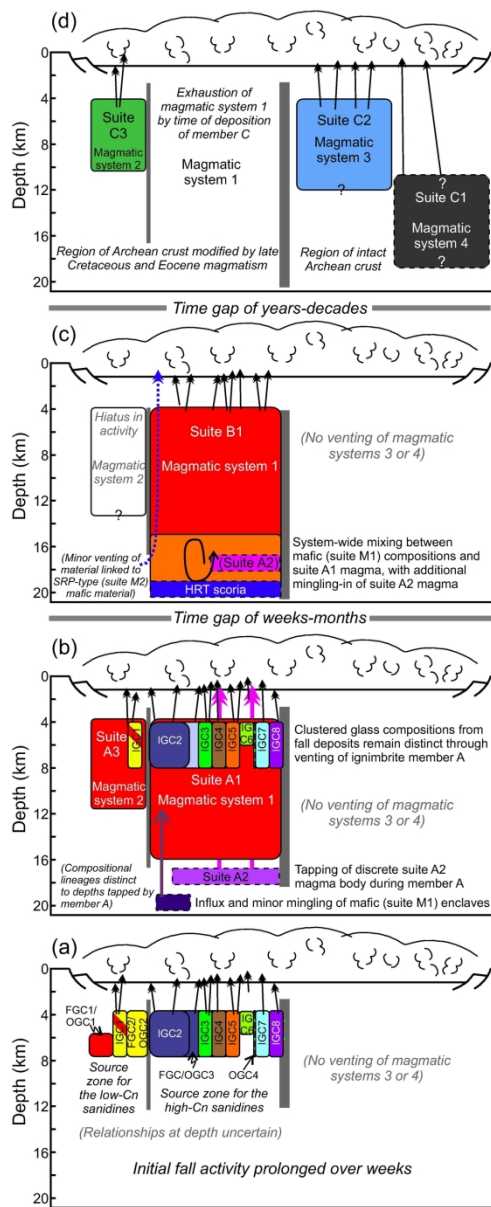 (d)
0
4
8
12
16
20
Depth (km)
Suite
C3
Magmatic
system 2
Exhaustion of
magmatic system 1
by time of deposition
of member C
Magmatic
system 1
Suite C2
Magmatic
system 3
?
?
Suite C1
Magmatic
system 4
?
Region of Archean crust modified by late
Cretaceous and Eocene magmatism
Region of intact
Archean crust
Time gap of years-decades
(c)
0
4
8
12
16
20
Depth (km)
Hiatus in
activity
Magmatic
system 2
?
Suite B1
Magmatic system 1
(No venting of magmatic
systems 3 or 4)
(Minor venting of
material linked to
SRP-type (suite M2)
mafic material)
(Suite A2)
HRT scoria
System-wide mixing between
mafic (suite M1) compositions and
suite A1 magma, with additional
mingling-in of suite A2 magma
Time gap of weeks-months
(b)
0
4
8
12
16
20
Depth (km)
Suite
A3
Magmatic
system 2
IGC1
IGC2
IGC3
IGC4
IGC5
IG
C6
IGC7
IGC8
Suite A1
Magmatic system 1
Clustered glass compositions from
fall deposits remain distinct through
venting of ignimbrite member A
(No venting of magmatic
systems 3 or 4)
(Compositional
lineages distinct
to depths tapped by
member A)
Suite A2
Tapping of discrete suite A2
magma body during member A
Influx and minor mingling of mafic (suite M1) enclaves
(a)
0
4
8
12
16
20
Depth (km)
FGC1/
OGC1
IGC1
FGC2/
OGC2
IGC2
IGC3
IGC4
IGC5
IG
C6
IGC7
IGC8
FGC/OGC3
OGC4
Source zone for
the low-Cn
sanidines
Source zone for the
high-Cn sanidines
(No venting of magmatic
systems 3 or 4)
(Relationships at depth uncertain)
Initial fall activity prolonged over weeks